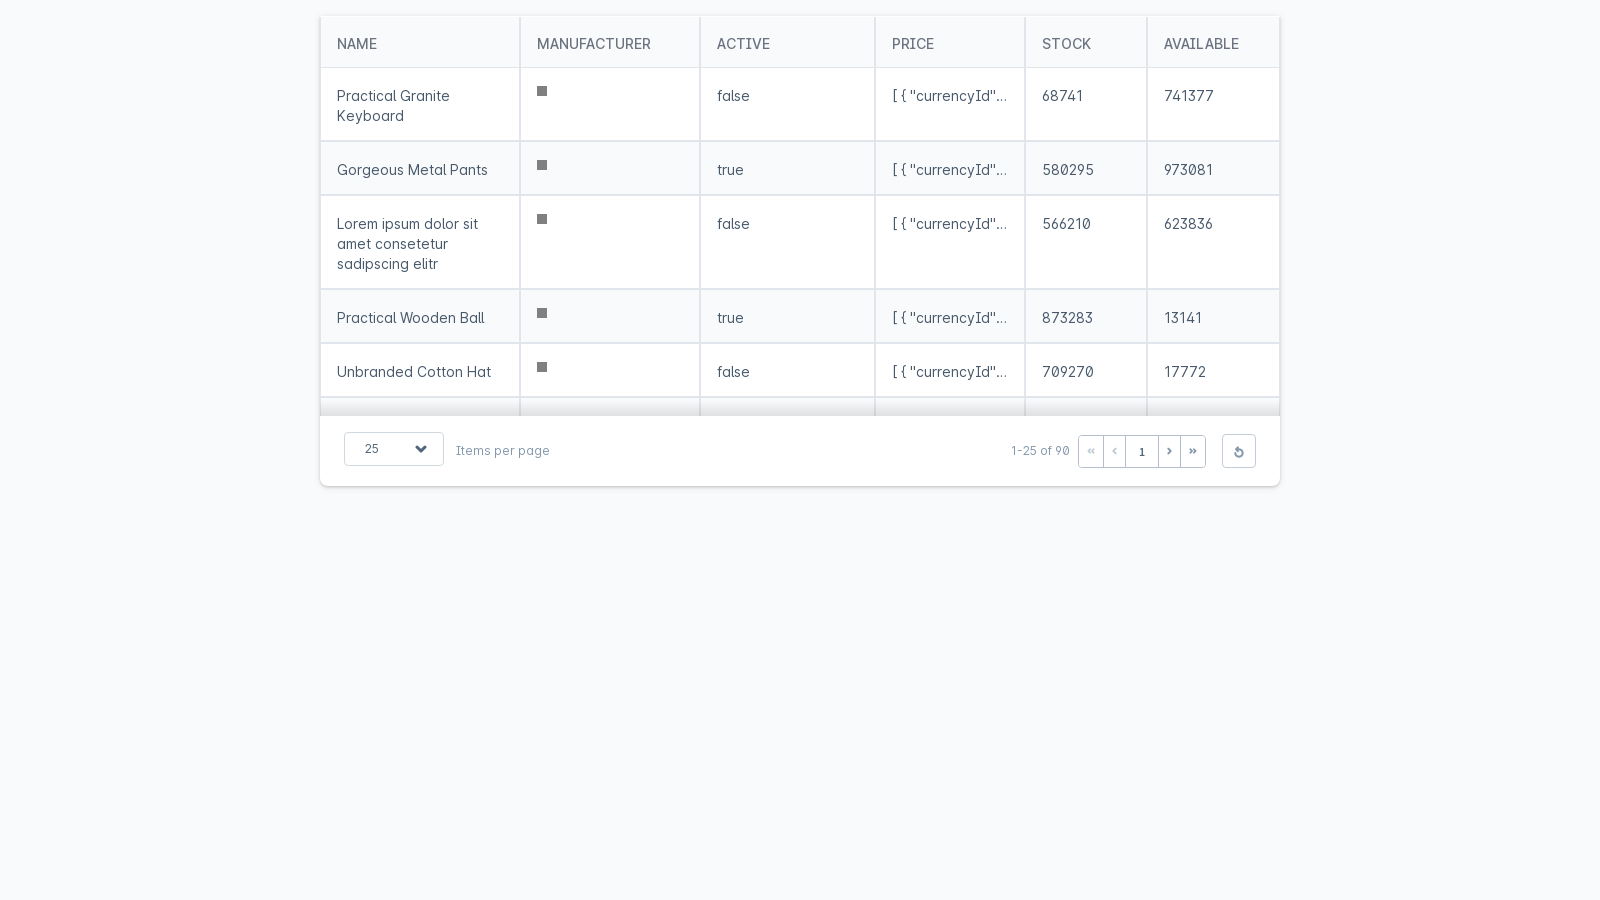 NAME MANUFACTURER ACTIVE PRICE STOCK AVAILABLE
Practical Granite false [ { "currencyId"... 68741 741377
Keyboard
Gorgeous Metal Pants true [ { "currencyId"... 580295 973081
Lorem ipsum dolor sit false [ { "currencyId"... 566210 623836
amet consetetur
sadipscing elitr
Practical Wooden Ball true [ { "currencyId"... 873283 13141
Unbranded Cotton Hat false [ { "currencyId"... 709270 17772
25 Items per page 1-25 of 90 « ‹ 1 › »